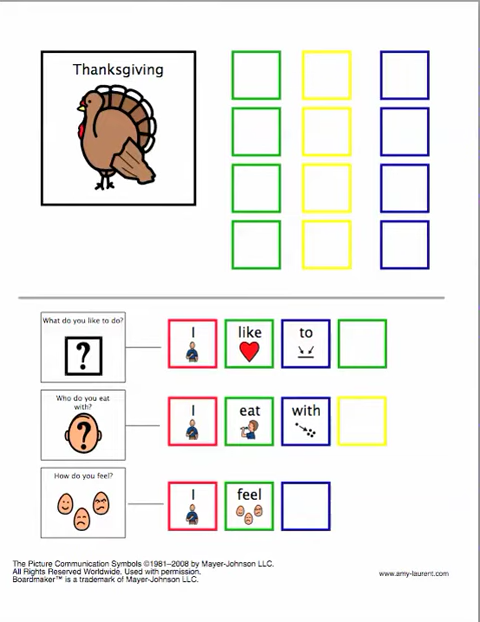 Thanksgiving
What do you like to do?
?
I
like
to
Who do you eat
with?
?
I
eat
with
How do you feel?
I
feel
The Picture Communication Symbols ©1981–2008 by Mayer-Johnson LLC.
All Rights Reserved Worldwide. Used with permission.
Boardmaker™ is a trademark of Mayer-Johnson LLC.
www.amy-laurent.com